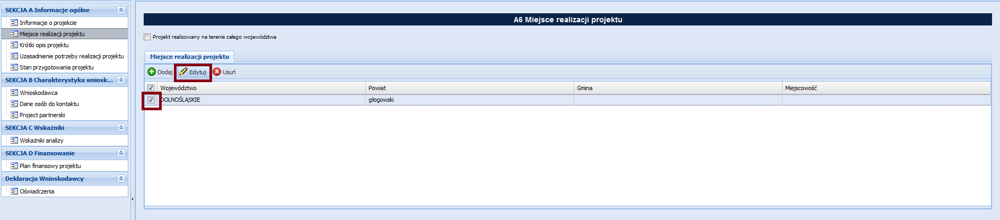 SEKCJA A Informacje ogólne
Informacje o projekcie
Miejsce realizacji projektu
Krótki opis projektu
Uzasadnienie potrzeby realizacji projektu
Stan przygotowania projektu
SEKCJA B Charakterystyka wniosk...
Wnioskodawca
Dane osób do kontaktu
Project partnerski
SEKCJA C Wskaźniki
Wskaźniki analizy
SEKCJA D Finansowanie
Plan finansowy projektu
Deklaracja Wnioskodawcy
Oświadczenia
A6 Miejsce realizacji projektu
Projekt realizowany na terenie całego województwa
Miejsce realizacji projektu
Dodaj Edytuj Usuń
Województwo Powiat Gmina Miejscowość
DOLNOŚLĄSKIE głogowski